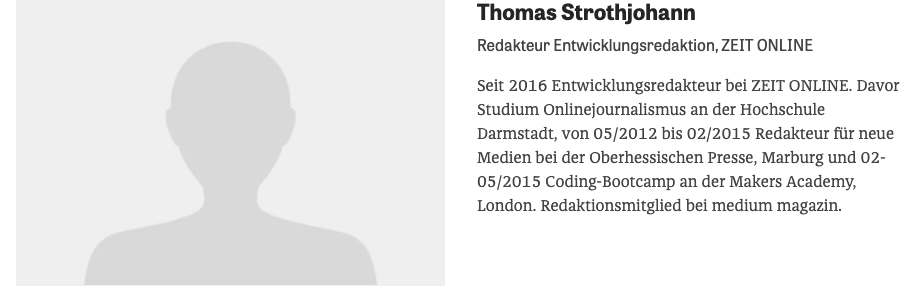 Thomas Strothjohann
Redakteur Entwicklungsredaktion, ZEIT ONLINE
Seit 2016 Entwicklungsredakteur bei ZEIT ONLINE. Davor
Studium Onlinejournalismus an der Hochschule
Darmstadt, von 05/2012 bis 02/2015 Redakteur für neue
Medien bei der Oberhessischen Presse, Marburg und 02-
05/2015 Coding-Bootcamp an der Makers Academy,
London. Redaktionsmitglied bei medium magazin.